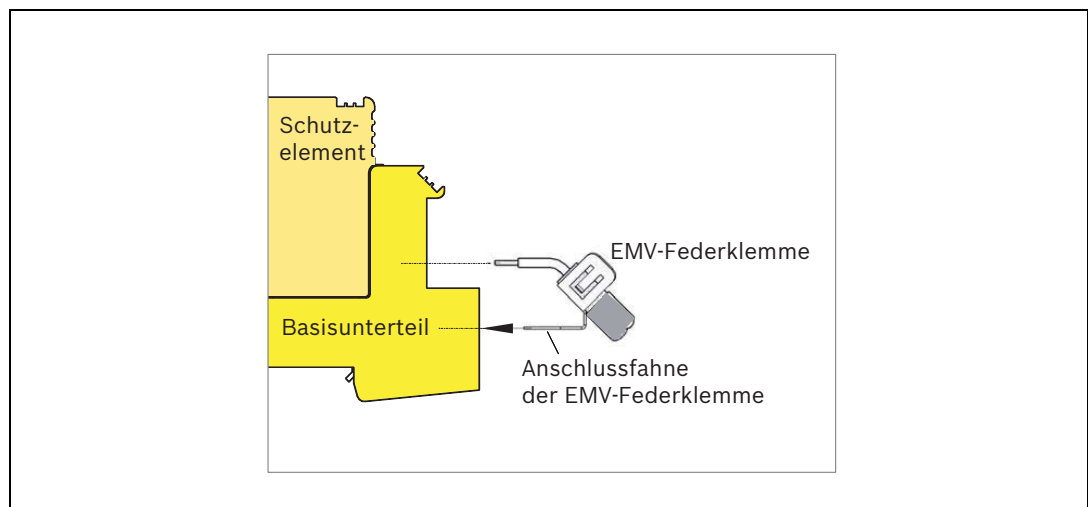 Schutz-
element
EMV-Federklemme
Basisunterteil
Anschlussfahne
der EMV-Federklemme